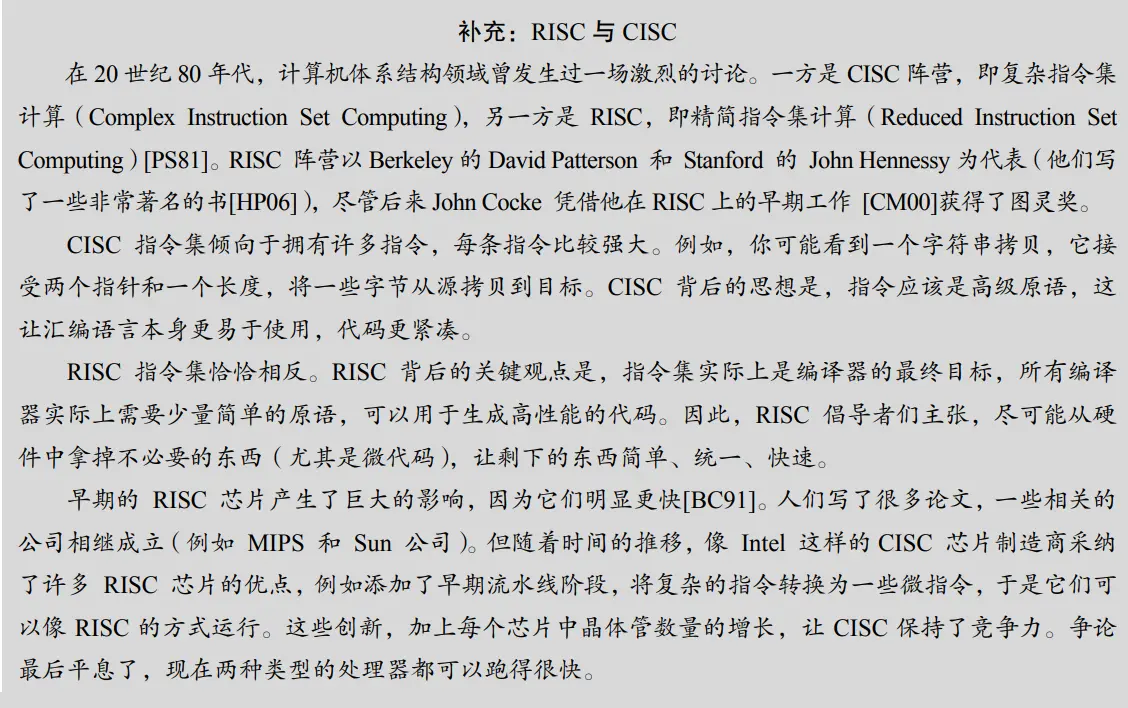 补充：RISC 与 CISC
在 20 世纪 80 年代，计算机体系结构领域曾发生过一场激烈的讨论。一方是 CISC 阵营，即复杂指令集
计算（Complex Instruction Set Computing），另一方是 RISC，即精简指令集计算（Reduced Instruction Set
Computing）[PS81]。RISC 阵营以 Berkeley 的 David Patterson 和 Stanford 的 John Hennessy 为代表（他们写
了一些非常著名的书[HP06]），尽管后来 John Cocke 凭借他在 RISC 上的早期工作 [CM00]获得了图灵奖。
CISC 指令集倾向于拥有许多指令，每条指令比较强大。例如，你可能看到一个字符串拷贝，它接
受两个指针和一个长度，将一些字节从源拷贝到目标。CISC 背后的思想是，指令应该是高级原语，这
让汇编语言本身更易于使用，代码更紧凑。
RISC 指令集恰恰相反。RISC 背后的关键观点是，指令集实际上是编译器的最终目标，所有编译
器实际上需要少量简单的原语，可以用于生成高性能的代码。因此，RISC 倡导者们主张，尽可能从硬
件中拿掉不必要的东西（尤其是微代码），让剩下的东西简单、统一、快速。
早期的 RISC 芯片产生了巨大的影响，因为它们明显更快[BC91]。人们写了很多论文，一些相关的
公司相继成立（例如 MIPS 和 Sun 公司）。但随着时间的推移，像 Intel 这样的 CISC 芯片制造商采纳
了许多 RISC 芯片的优点，例如添加了早期流水线阶段，将复杂的指令转换为一些微指令，于是它们可
以像 RISC 的方式运行。这些创新，加上每个芯片中晶体管数量的增长，让 CISC 保持了竞争力。争论
最后平息了，现在两种类型的处理器都可以跑得很快。